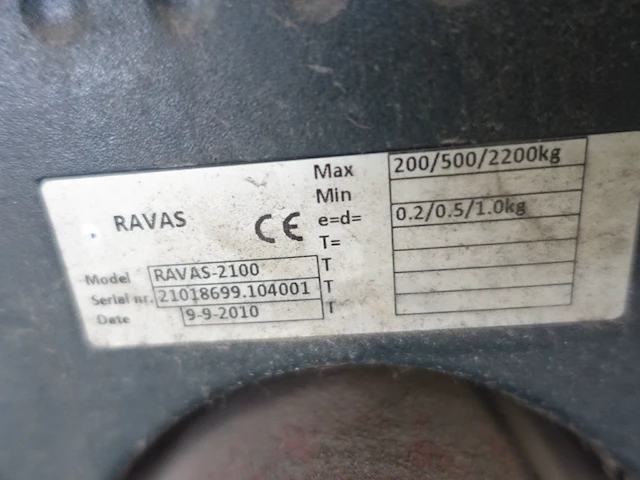 RAVAS
CE
Model RAVAS-2100
Serial nr. 21018699.104001
Date 9-9-2010
Max 200/500/2200kg
Min
e=d= 0.2/0.5/1.0kg
T=
T
T
T